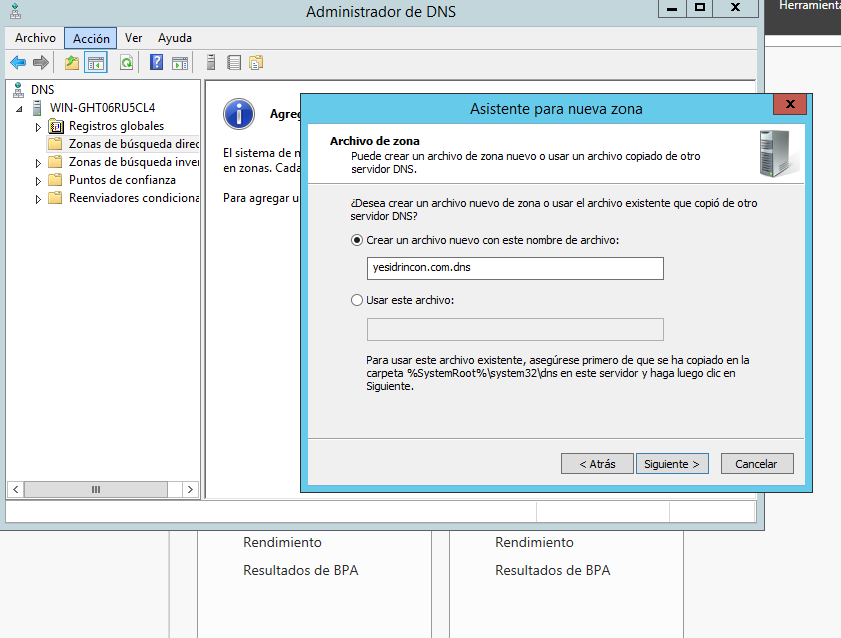 Administrador de DNS
Herramienta
Archivo Acción Ver Ayuda
DNS
WIN-GHT06RU5CL4
Registros globales
Zonas de búsqueda direc
Zonas de búsqueda inver
Puntos de confianza
Reenviadores condiciona
Agreg
El sistema de n
en zonas. Cada
Para agregar u
Asistente para nueva zona
Archivo de zona
Puede crear un archivo de zona nuevo o usar un archivo copiado de otro
servidor DNS.
¿Desea crear un archivo nuevo de zona o usar el archivo existente que copió de otro
servidor DNS?
Crear un archivo nuevo con este nombre de archivo:
yesidrincon.com.dns
Usar este archivo:
Para usar este archivo existente, asegúrese primero de que se ha copiado en la
carpeta %SystemRoot%\system32\dns en este servidor y haga luego clic en
Siguiente.
< Atrás Siguiente > Cancelar
Rendimiento Rendimiento
Resultados de BPA Resultados de BPA